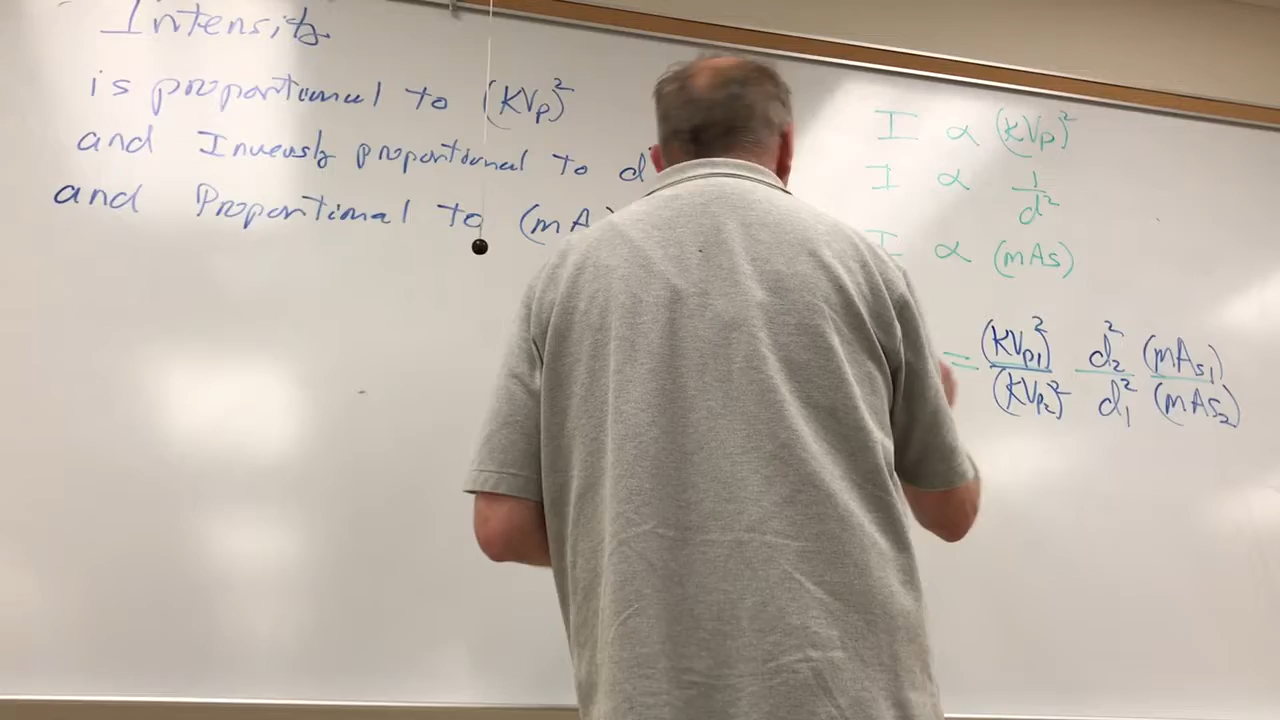 Intensity
is proportional to (KVp)²
and Inversly proportional to d
and Proportional to (mA
I ∝ (KVp)²
I ∝ 1/d²
I ∝ (mAs)
= (KVp1)²/(KVp2)² d2²/d1² (mAs1)/(mAs2)